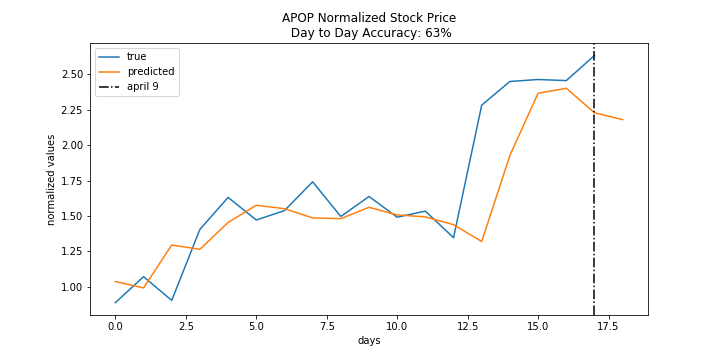 APOP Normalized Stock Price
Day to Day Accuracy: 63%
true
predicted
april 9
normalized values
2.50
2.25
2.00
1.75
1.50
1.25
1.00
0.0 2.5 5.0 7.5 10.0 12.5 15.0 17.5
days